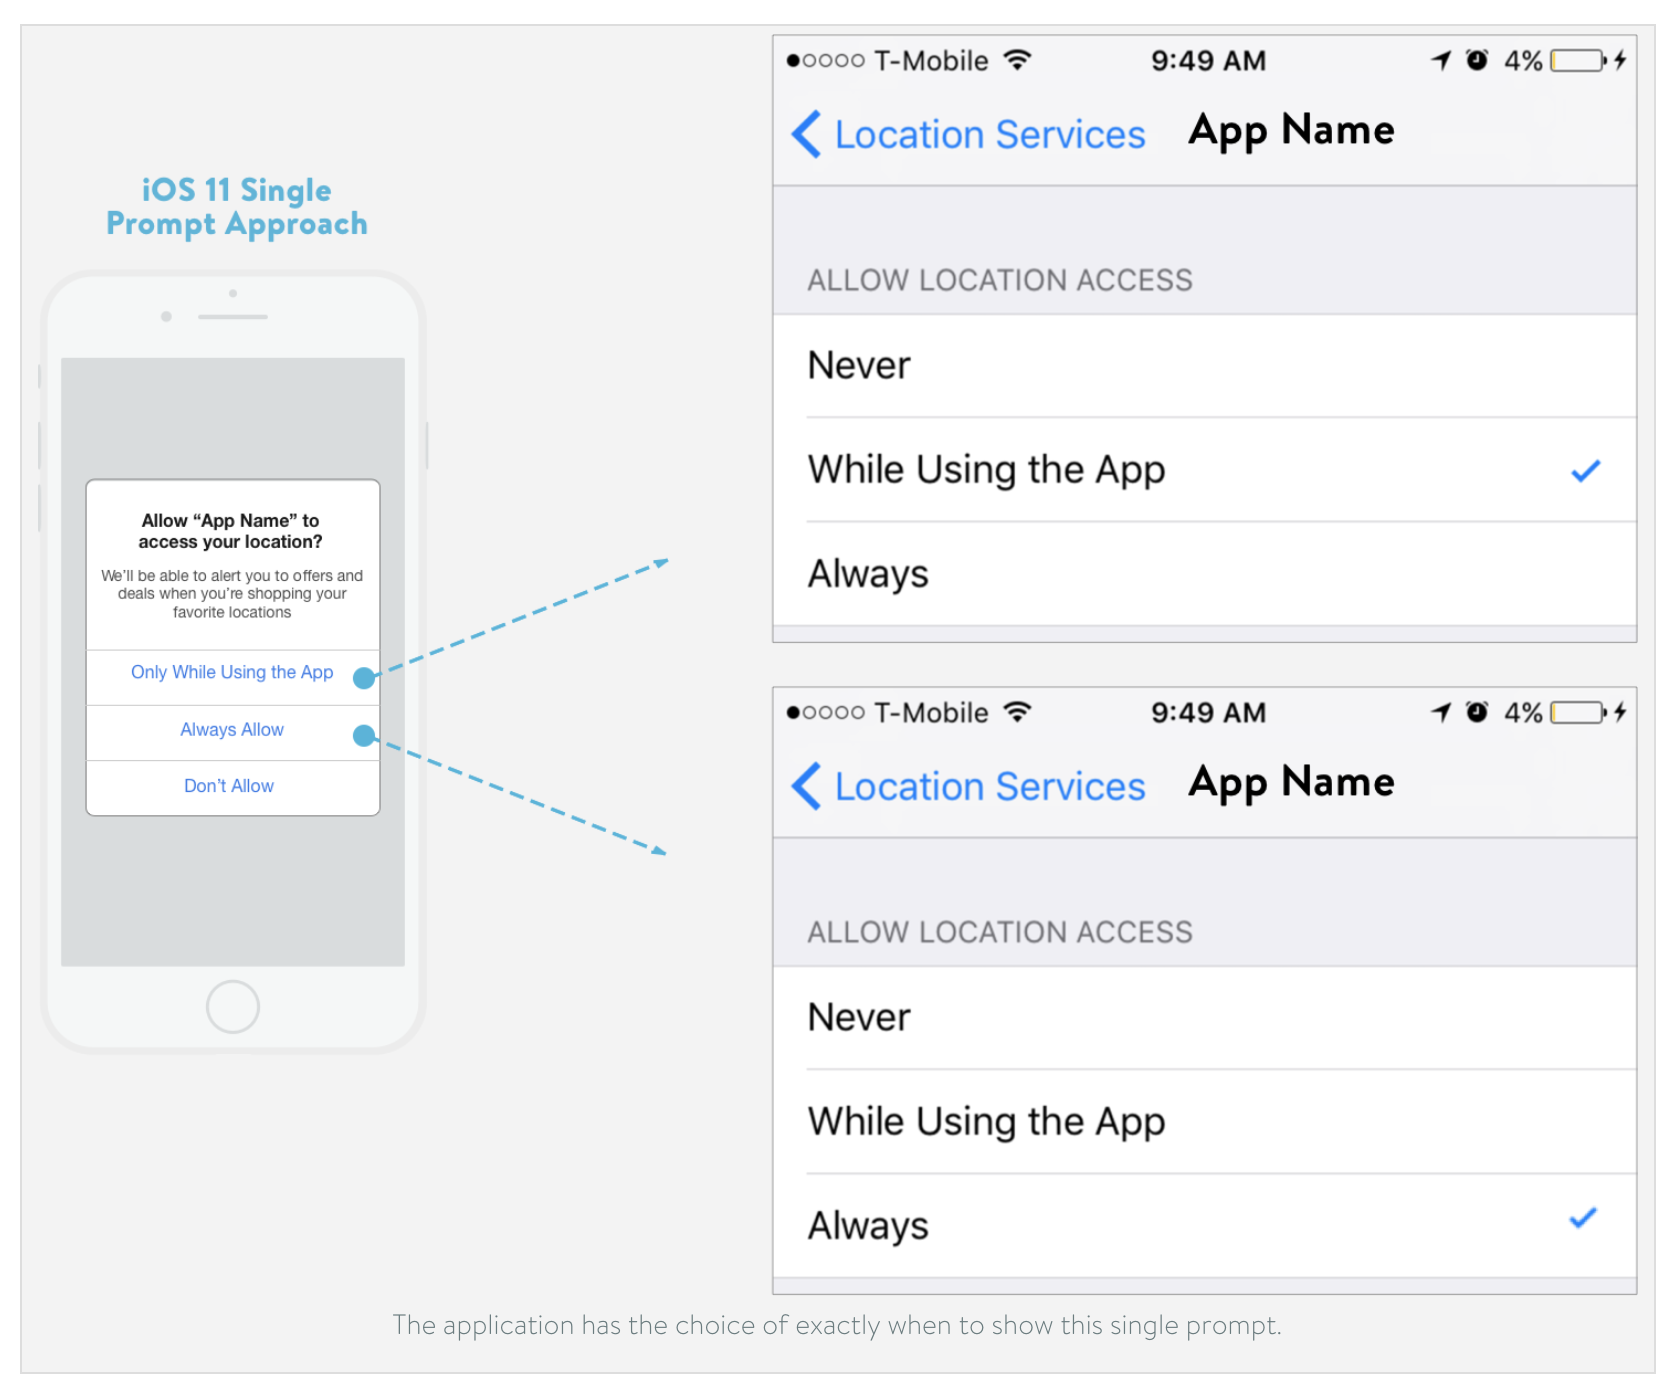 iOS 11 Single
Prompt Approach
Allow “App Name” to
access your location?
We’ll be able to alert you to offers and
deals when you’re shopping your
favorite locations
Only While Using the App
Always Allow
Don’t Allow
T-Mobile 9:49 AM 4%
Location Services App Name
ALLOW LOCATION ACCESS
Never
While Using the App
Always
T-Mobile 9:49 AM 4%
Location Services App Name
ALLOW LOCATION ACCESS
Never
While Using the App
Always
The application has the choice of exactly when to show this single prompt.